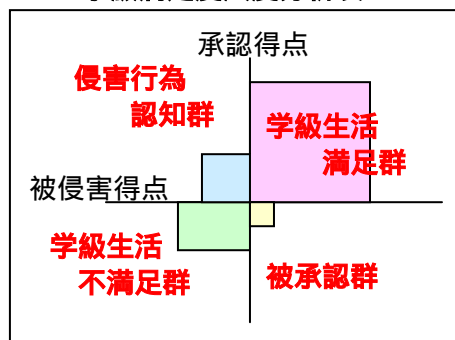 承認得点
侵害行為
認知群
学級生活
満足群
被侵害得点
学級生活
不満足群
被承認群